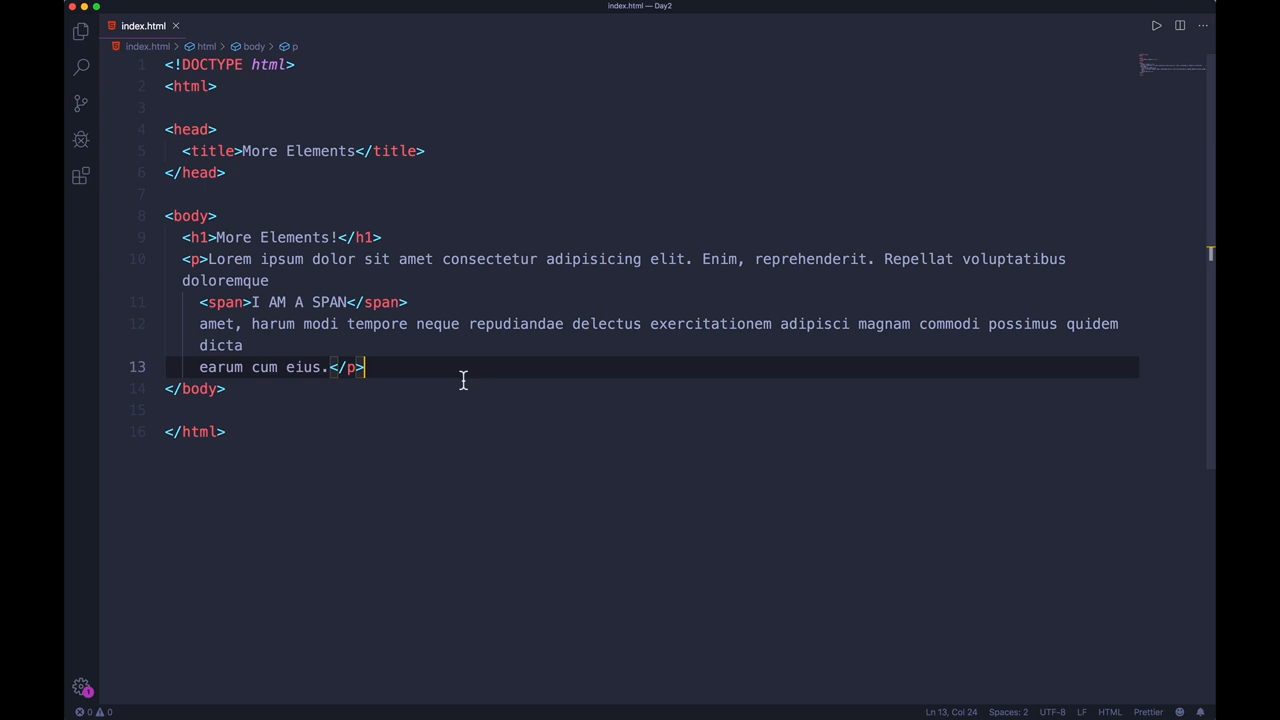 index.html — Day2
index.html
index.html > html > body > p
1 <!DOCTYPE html>
2 <html>
3
4 <head>
5 <title>More Elements</title>
6 </head>
7
8 <body>
9 <h1>More Elements!</h1>
10 <p>Lorem ipsum dolor sit amet consectetur adipisicing elit. Enim, reprehenderit. Repellat voluptatibus
doloremque
11 <span>I AM A SPAN</span>
12 amet, harum modi tempore neque repudiandae delectus exercitationem adipisci magnam commodi possimus quidem
dicta
13 earum cum eius.</p>
14 </body>
15
16 </html>
1
0 0 Ln 13, Col 24 Spaces: 2 UTF-8 LF HTML Prettier